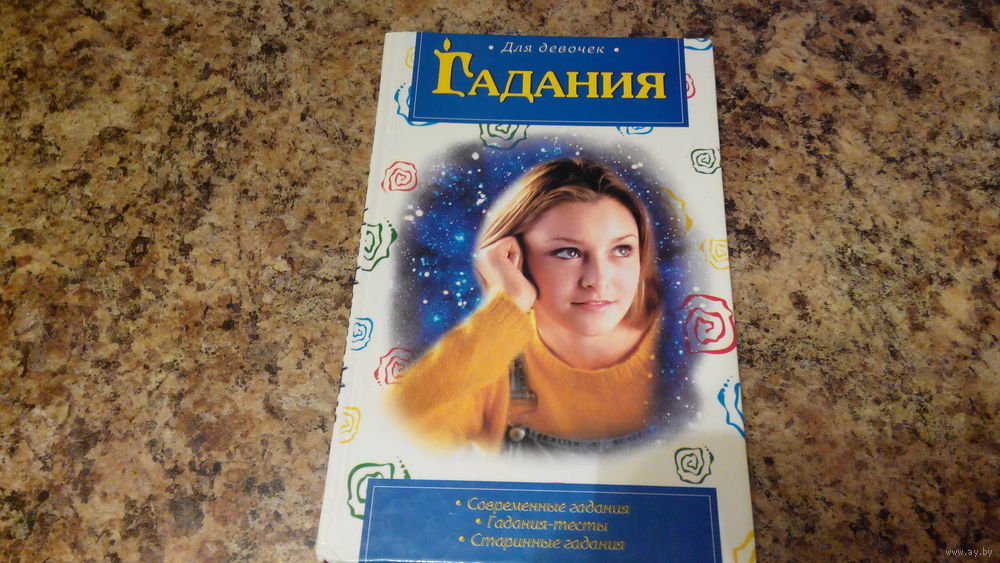 • Для девочек •
ГАДАНИЯ
• Современные гадания
• Гадания-тесты
• Старинные гадания
www.ay.by